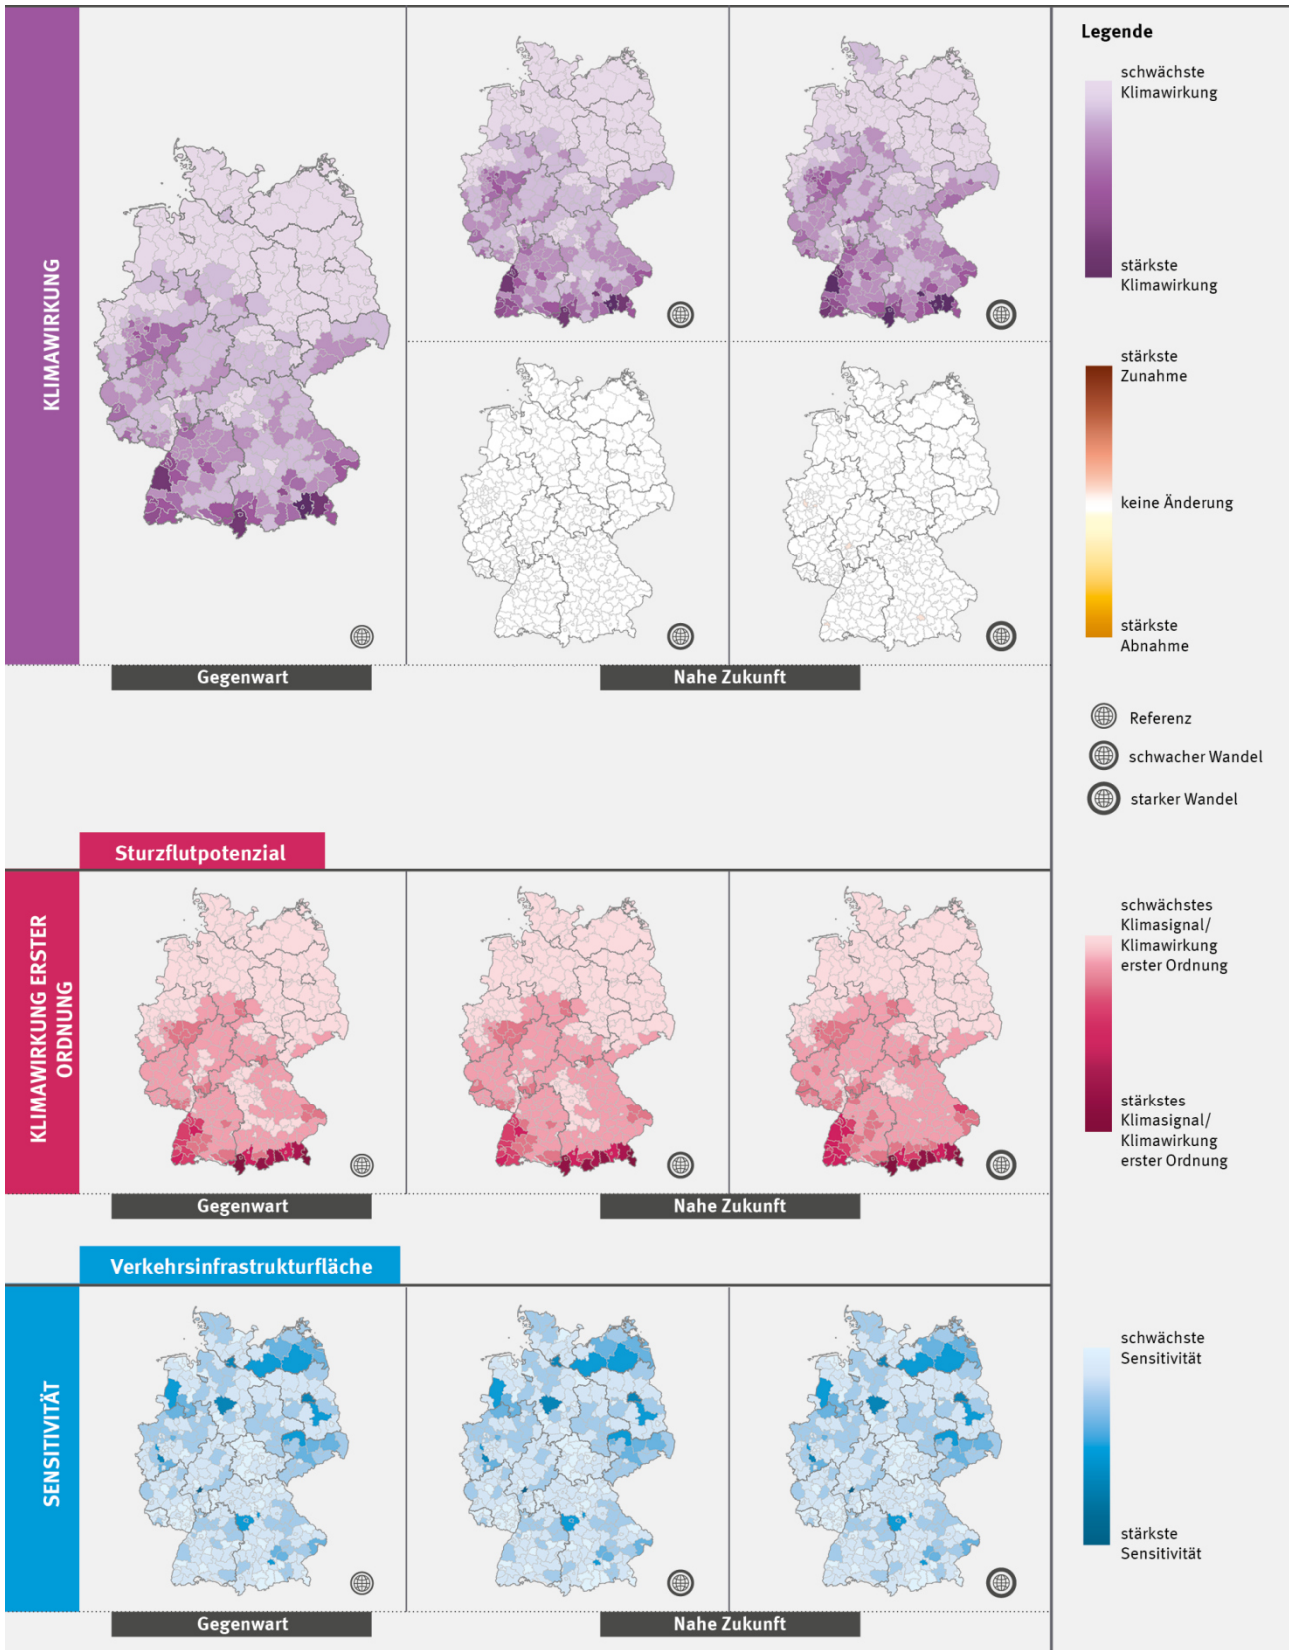 KLIMAWIRKUNG
Gegenwart
Nahe Zukunft
Legende
schwächste
Klimawirkung
stärkste
Klimawirkung
stärkste
Zunahme
keine Änderung
stärkste
Abnahme
Referenz
schwacher Wandel
starker Wandel
Sturzflutpotenzial
KLIMAWIRKUNG ERSTER
ORDNUNG
Gegenwart
Nahe Zukunft
schwächstes
Klimasignal/
Klimawirkung
erster Ordnung
stärkstes
Klimasignal/
Klimawirkung
erster Ordnung
Verkehrsinfrastrukturfläche
SENSITIVITÄT
Gegenwart
Nahe Zukunft
schwächste
Sensitivität
stärkste
Sensitivität